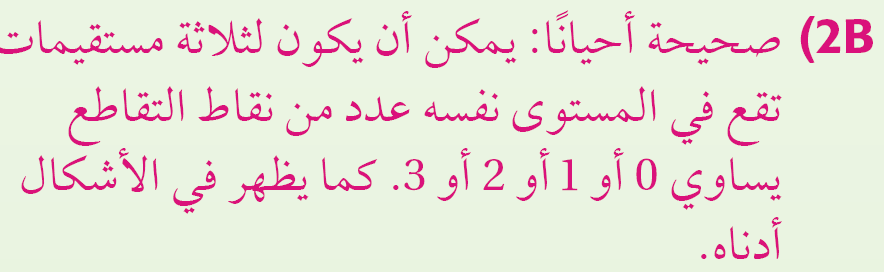 2B) صحيحة أحيانًا: يمكن أن يكون لثلاثة مستقيمات
تقع في المستوى نفسه عدد من نقاط التقاطع
يساوي 0 أو 1 أو 2 أو 3. كما يظهر في الأشكال
أدناه.